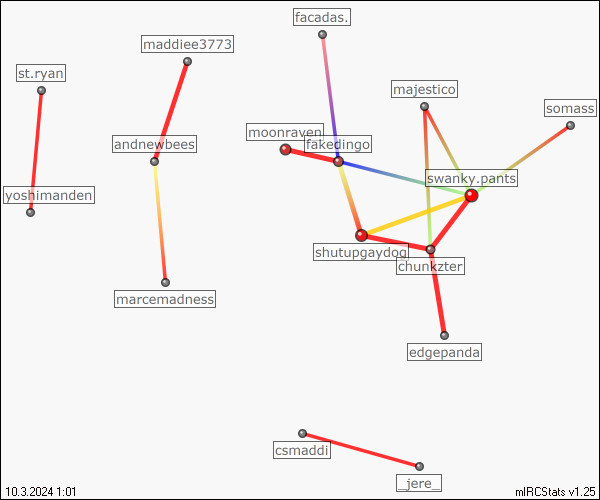 facadas.
maddiee3773
st.ryan
majestico
somass
moonraven
fakedingo
andnewbees
swanky.pants
yoshimanden
shutupgaydog
chunkzter
marcemadness
edgepanda
csmaddi
_jere_
10.3.2024 1:01
mIRCStats v1.25